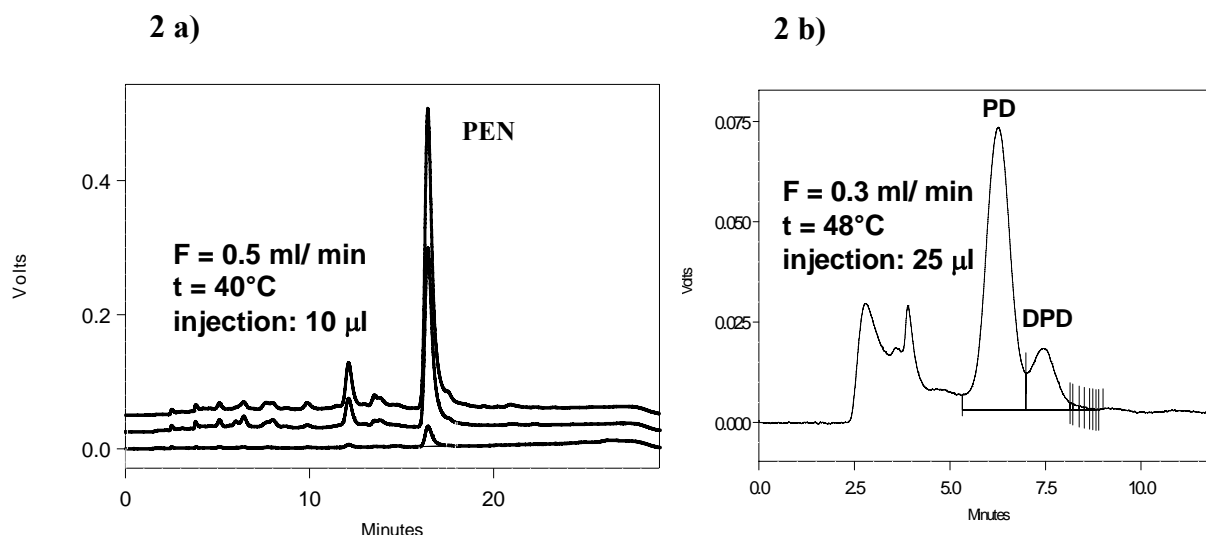 2 a)
2 b)
PEN
F = 0.5 ml/ min
t = 40°C
injection: 10 µl
0.4
0.2
0.0
Volts
0
10
20
Minutes
PD
DPD
F = 0.3 ml/ min
t = 48°C
injection: 25 µl
0.075
0.050
0.025
0.000
Volts
0.0
2.5
5.0
7.5
10.0
Minutes